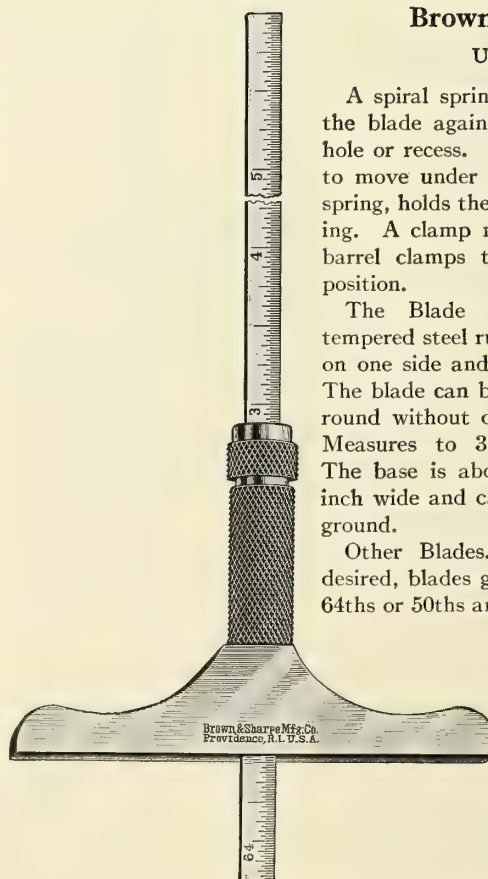 Brown
U
A spiral sprin
the blade again
hole or recess.
to move under
spring, holds the
ing. A clamp
barrel clamps t
position.
The Blade
tempered steel ru
on one side and
The blade can b
round without
Measures to 3
The base is abo
inch wide and c
ground.
Other Blades.
desired, blades g
64ths or 50ths a
5
4
3
Brown & Sharpe Mfg. Co.
Providence, R.I. U.S.A.
64